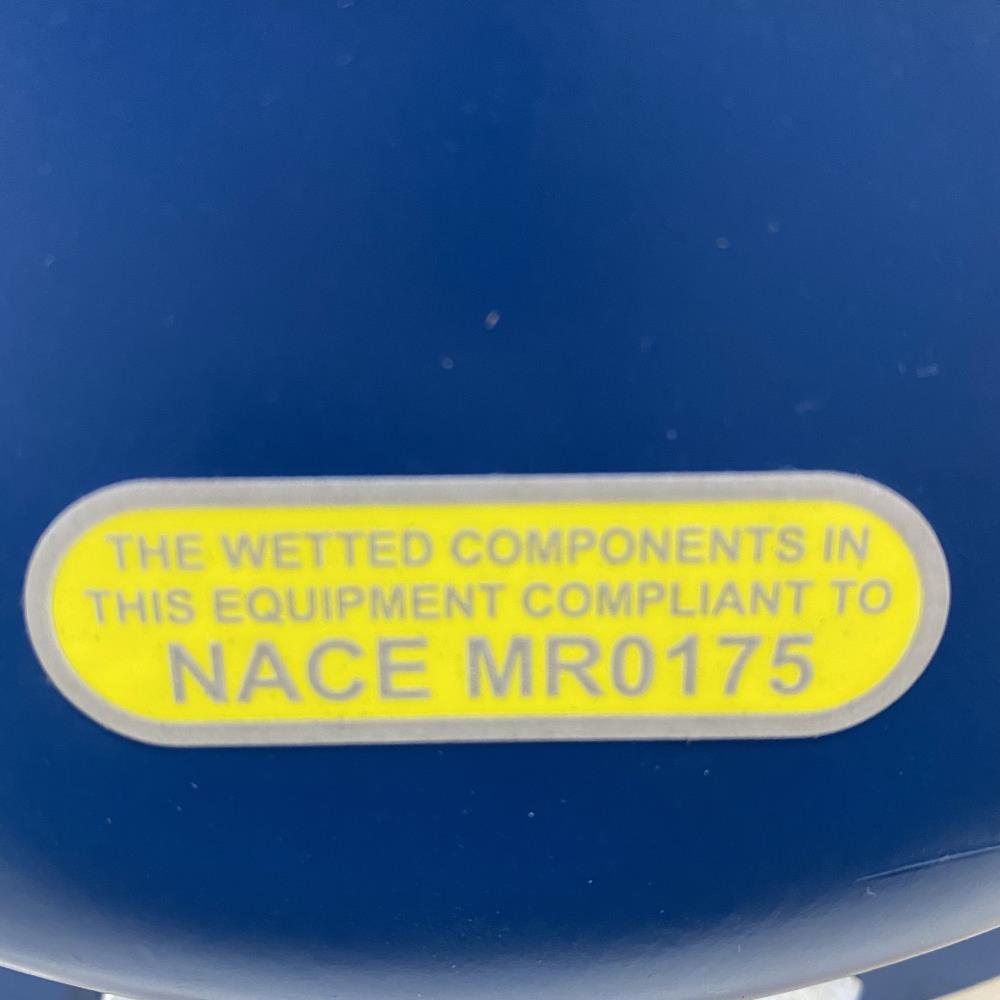 THE WETTED COMPONENTS IN
THIS EQUIPMENT COMPLIANT TO
NACE MR0175